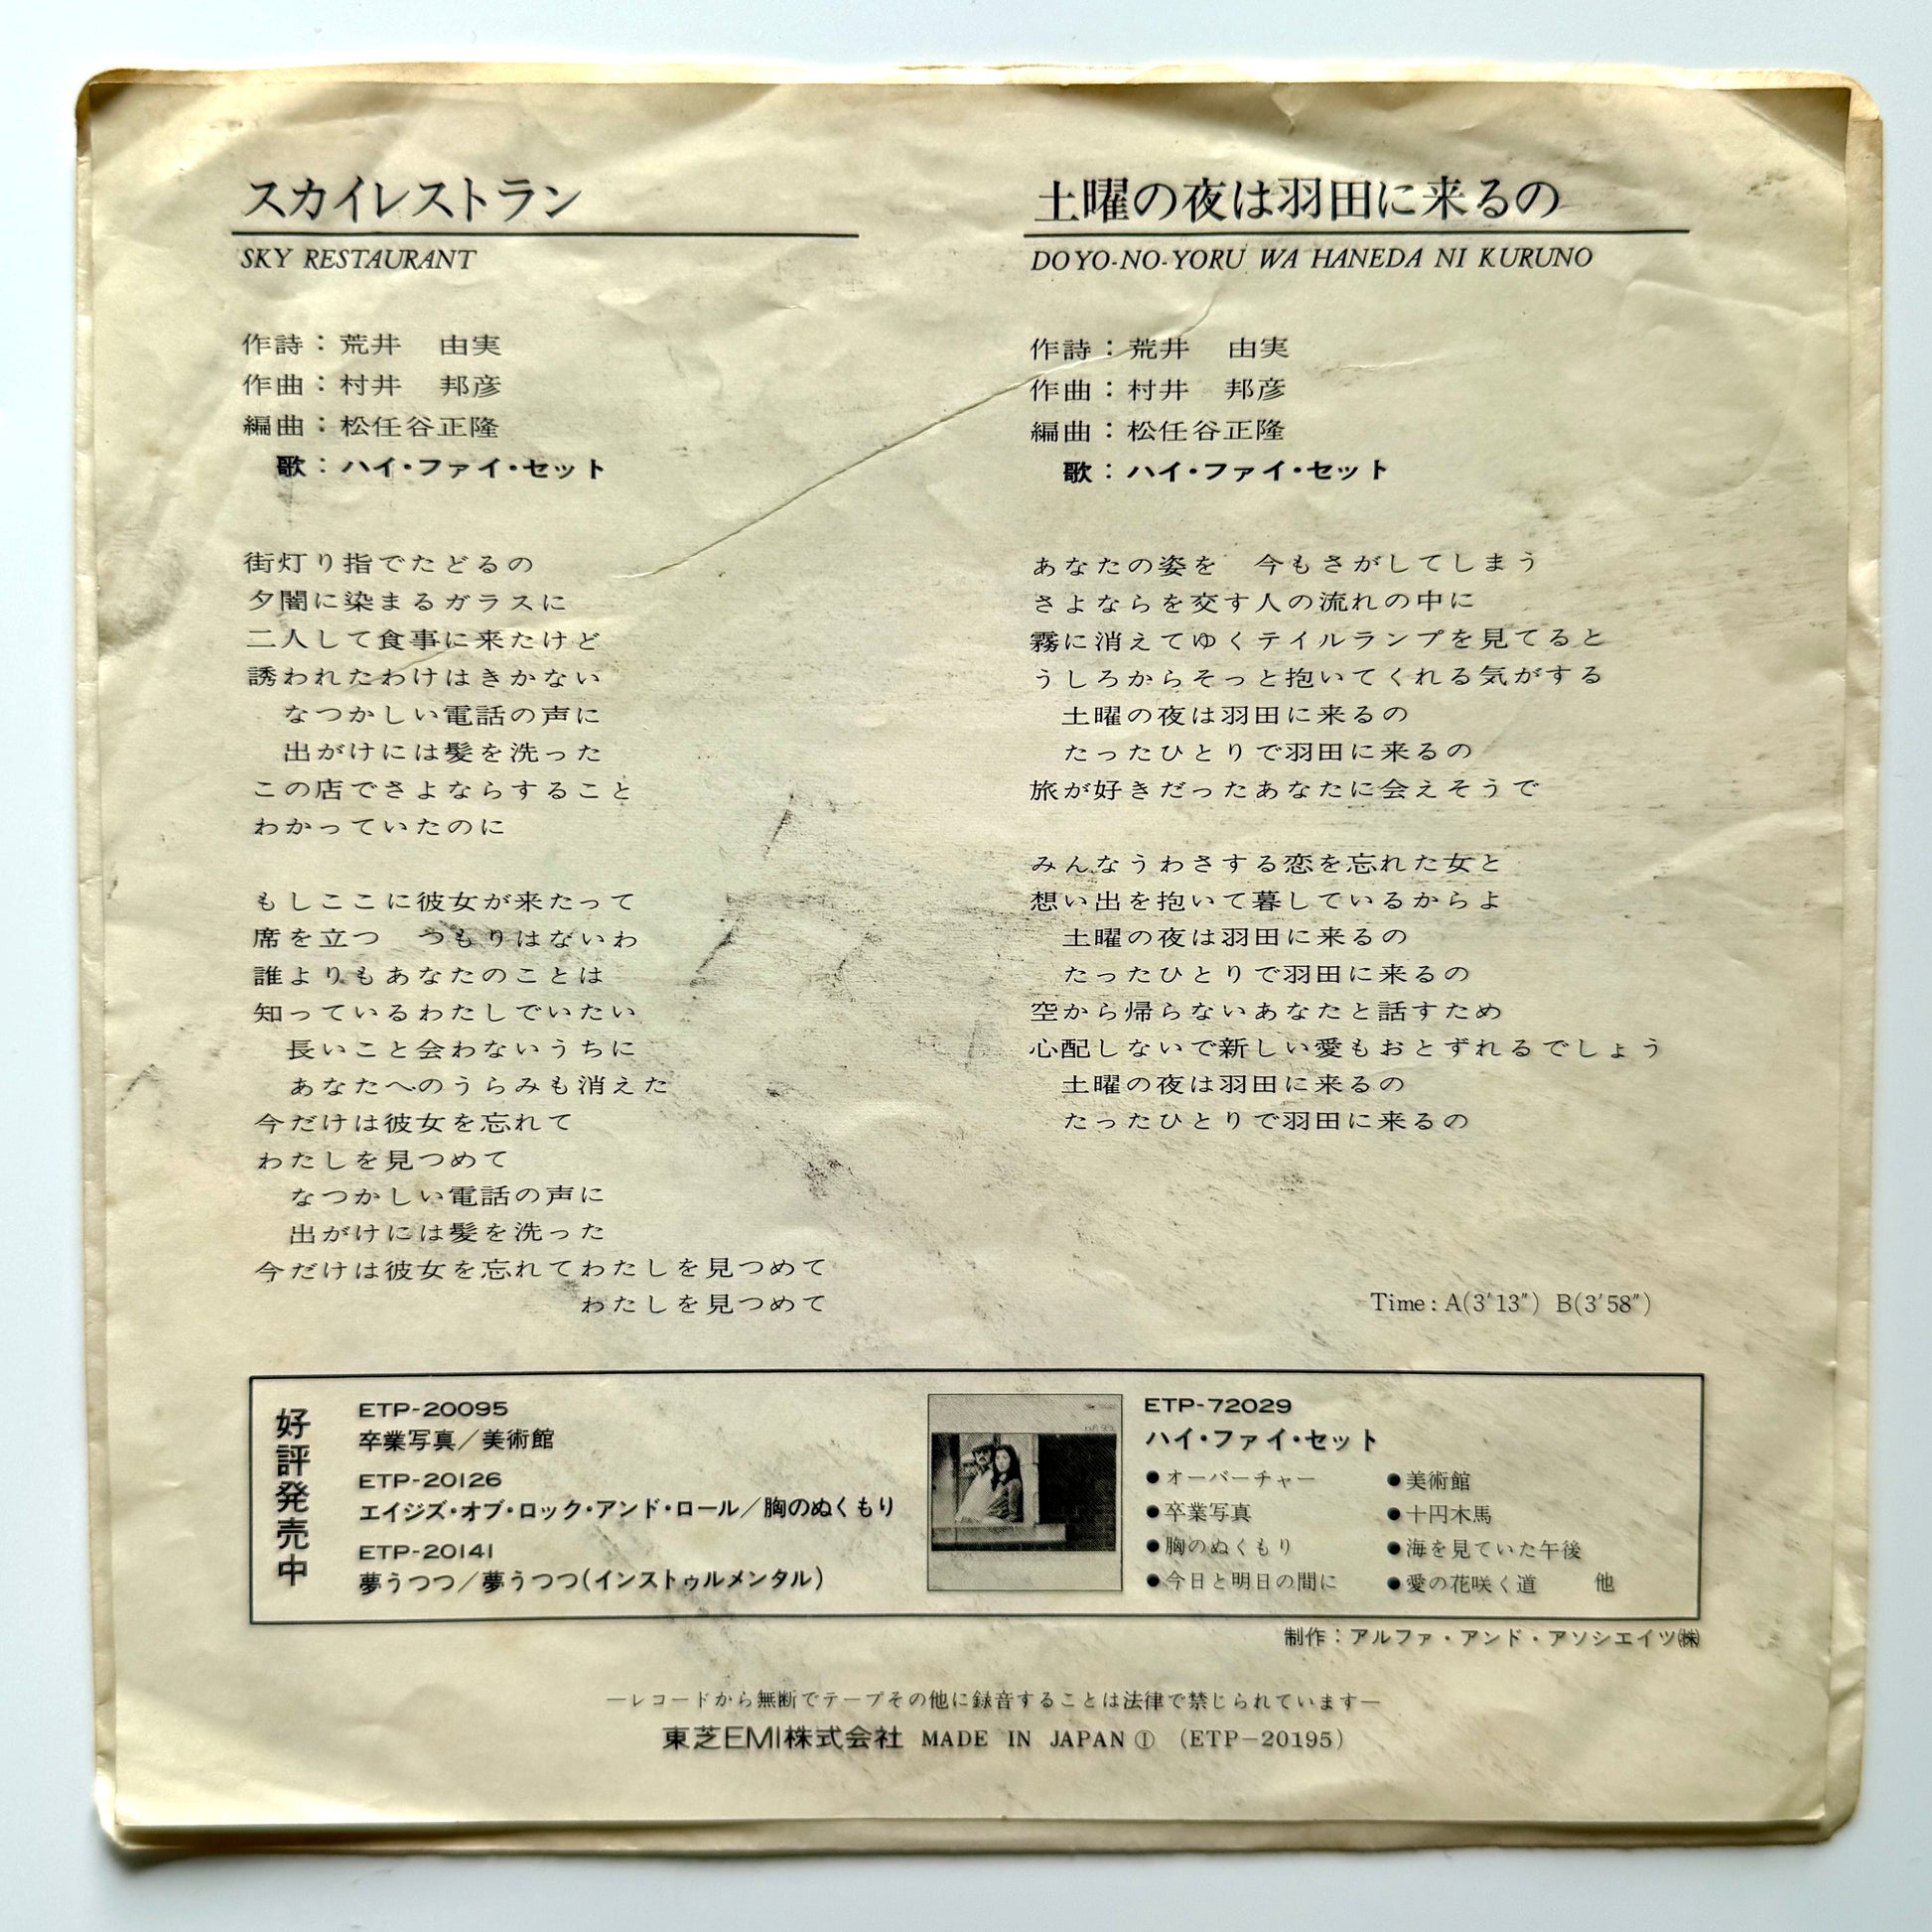 スカイレストラン
SKY RESTAURANT
作詩：荒井　由実
作曲：村井　邦彦
編曲：松任谷正隆
歌：ハイ・ファイ・セット
街灯り指でたどるの
夕闇に染まるガラスに
二人して食事に来たけど
誘われたわけはきかない
なつかしい電話の声に
出がけには髪を洗った
この店でさよならすること
わかっていたのに
もしここに彼女が来たって
席を立つ　つもりはないわ
誰よりもあなたのことは
知っているわたしでいたい
長いこと会わないうちに
あなたへのうらみも消えた
今だけは彼女を忘れて
わたしを見つめて
なつかしい電話の声に
出がけには髪を洗った
今だけは彼女を忘れてわたしを見つめて
わたしを見つめて
土曜の夜は羽田に来るの
DOYO-NO-YORU WA HANEDA NI KURUNO
作詩：荒井　由実
作曲：村井　邦彦
編曲：松任谷正隆
歌：ハイ・ファイ・セット
あなたの姿を　今もさがしてしまう
さよならを交す人の流れの中に
霧に消えてゆくテイルランプを見てると
うしろからそっと抱いてくれる気がする
土曜の夜は羽田に来るの
たったひとりで羽田に来るの
旅が好きだったあなたに会えそうで
みんなうわさする恋を忘れた女と
想い出を抱いて暮しているからよ
土曜の夜は羽田に来るの
たったひとりで羽田に来るの
空から帰らないあなたと話すため
心配しないで新しい愛もおとずれるでしょう
土曜の夜は羽田に来るの
たったひとりで羽田に来るの
Time : A(3′13″) B(3′58″)
好評発売中
ETP-20095
卒業写真／美術館
ETP-20126
エイジズ・オブ・ロック・アンド・ロール／胸のぬくもり
ETP-20141
夢うつつ／夢うつつ(インストゥルメンタル)
ETP-72029
ハイ・ファイ・セット
●オーバーチャー
●卒業写真
●胸のぬくもり
●今日と明日の間に
●美術館
●十円木馬
●海を見ていた午後
●愛の花咲く道　他
制作：アルファ・アンド・アソシエイツ㈱
―レコードから無断でテープその他に録音することは法律で禁じられています―
東芝EMI株式会社 MADE IN JAPAN ① (ETP-20195)